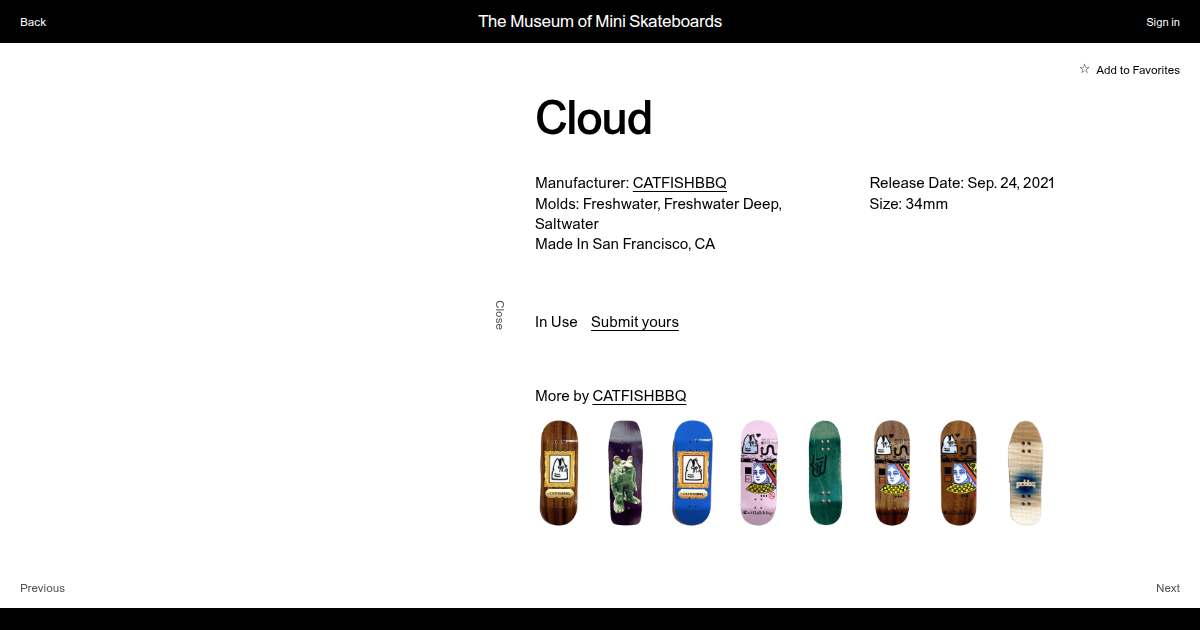 Back
The Museum of Mini Skateboards
Sign in
☆ Add to Favorites
Cloud
Manufacturer: CATFISHBBQ
Molds: Freshwater, Freshwater Deep,
Saltwater
Made In San Francisco, CA
Release Date: Sep. 24, 2021
Size: 34mm
Close
In Use Submit yours
More by CATFISHBBQ
Previous
Next